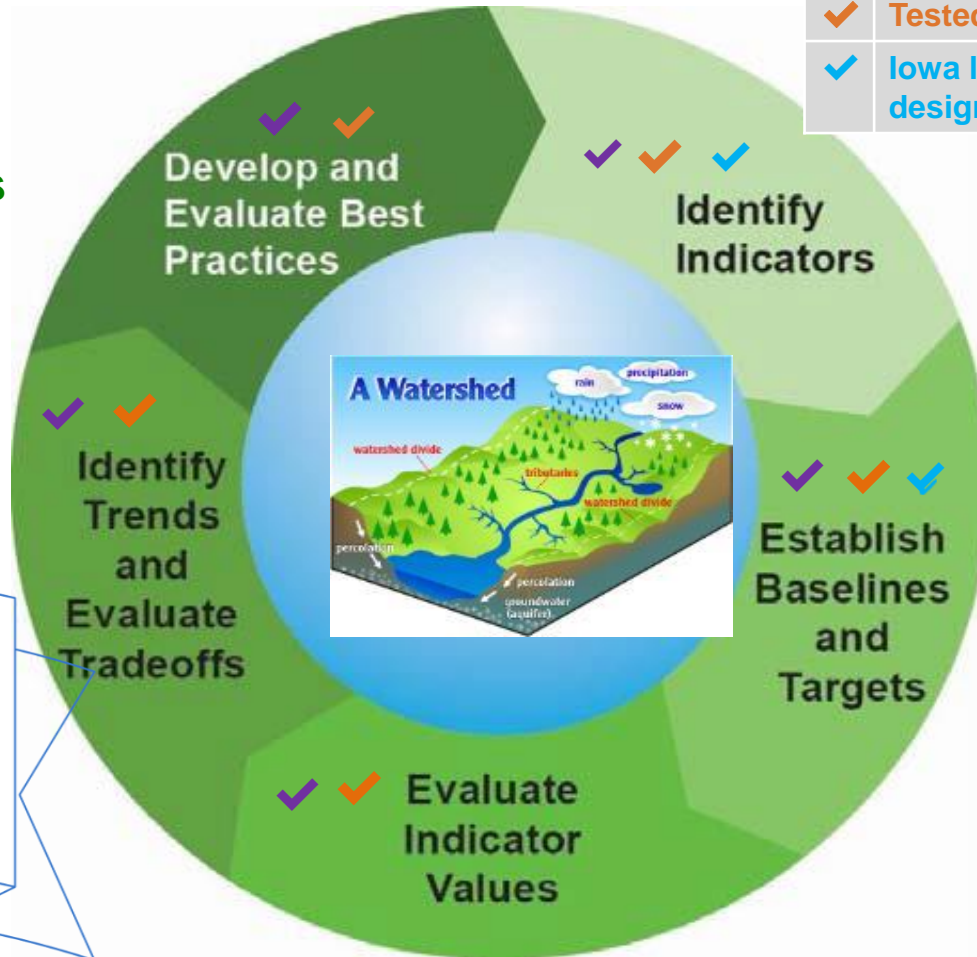 Tested
Iowa
design
s
Develop and
Evaluate Best
Practices
Identify
Indicators
A Watershed
rain
precipitation
snow
watershed divide
tributaries
watershed divide
percolation
percolation
groundwater
(aquifer)
Identify
Trends
and
Evaluate
Tradeoffs
Establish
Baselines
and
Targets
Evaluate
Indicator
Values